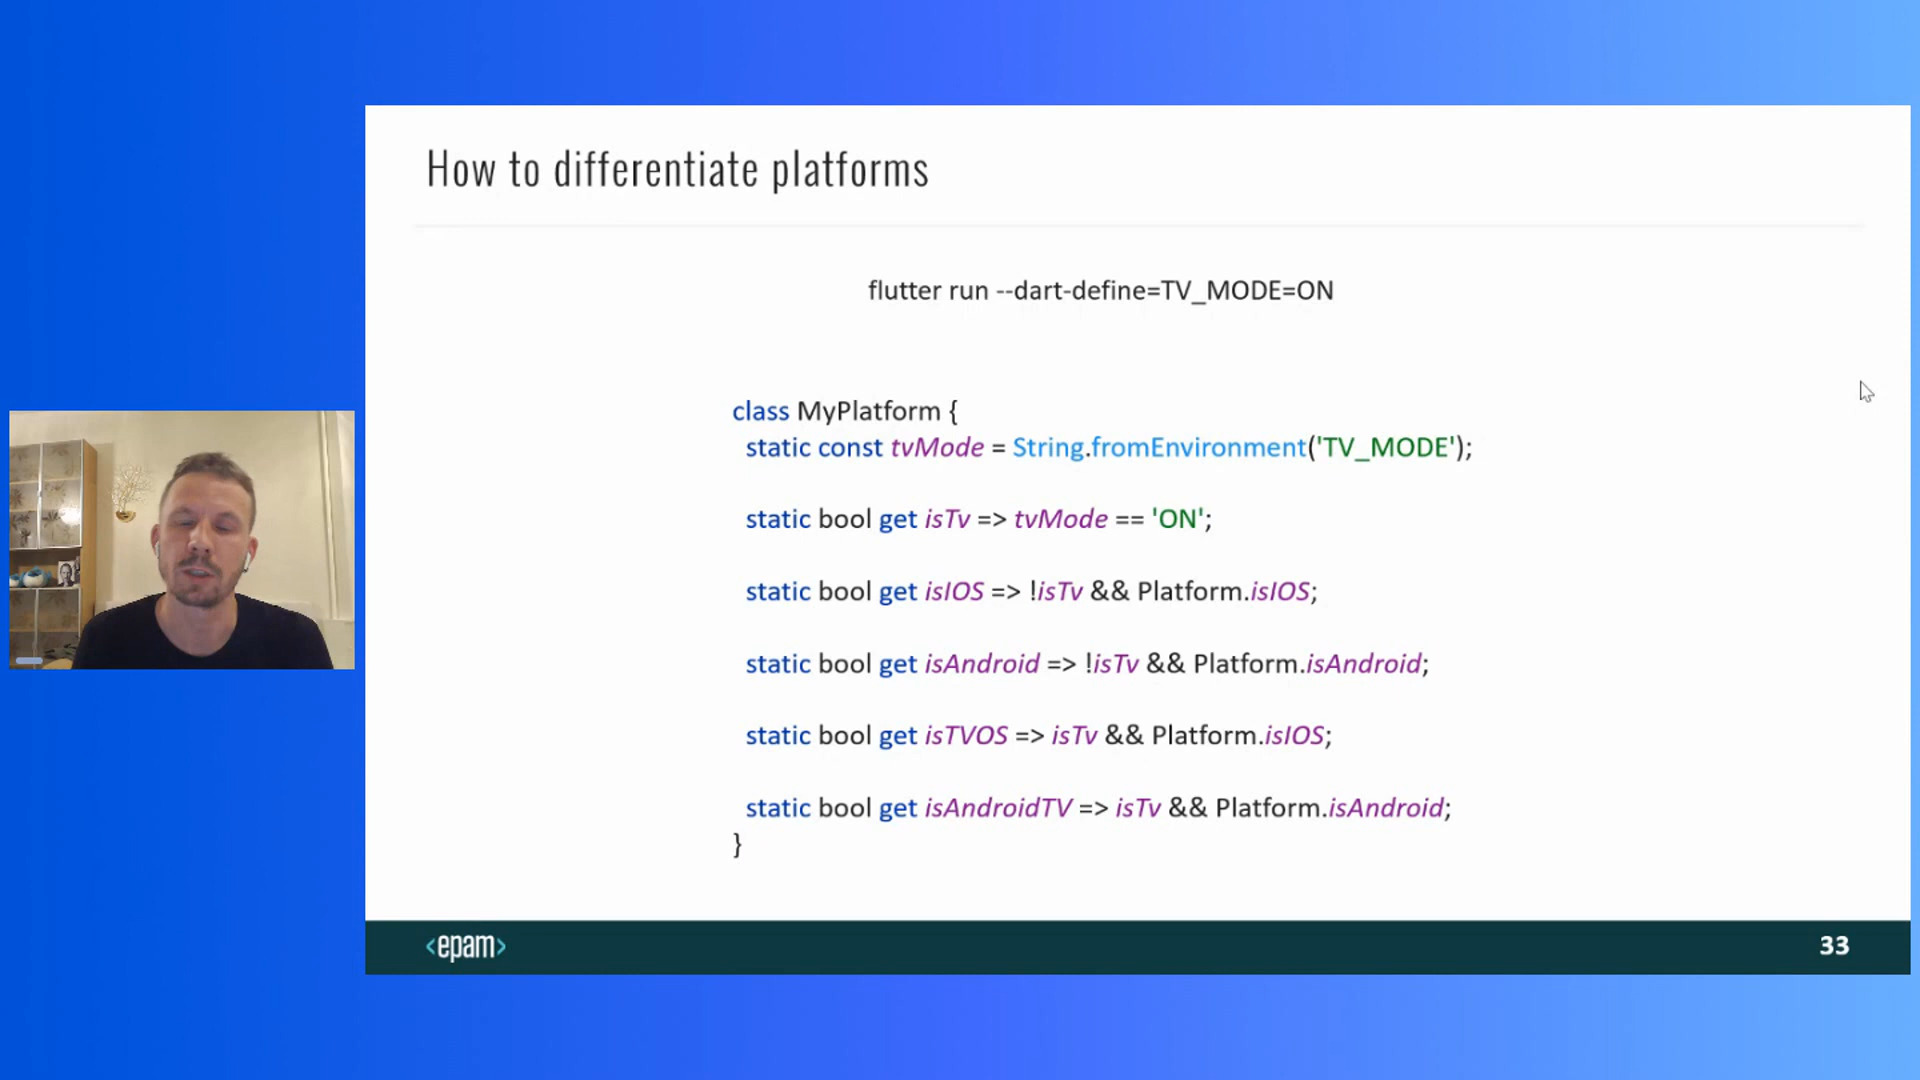 How to differentiate platforms
flutter run --dart-define=TV_MODE=ON
class MyPlatform {
static const tvMode = String.fromEnvironment('TV_MODE');
static bool get isTv => tvMode == 'ON';
static bool get isIOS => !isTv && Platform.isIOS;
static bool get isAndroid => !isTv && Platform.isAndroid;
static bool get isTVOS => isTv && Platform.isIOS;
static bool get isAndroidTV => isTv && Platform.isAndroid;
}
<epam>
33